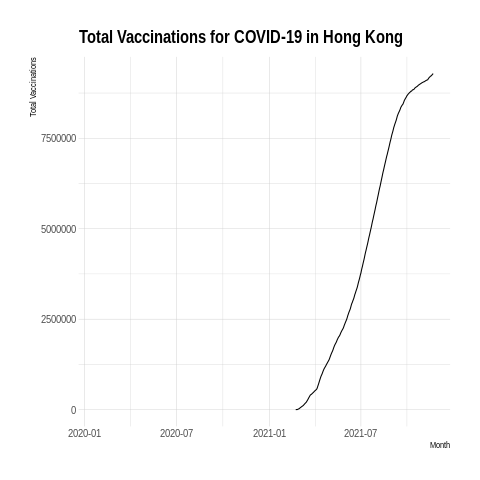 Total Vaccinations for COVID-19 in Hong Kong
Total Vaccinations
7500000
5000000
2500000
0
2020-01 2020-07 2021-01 2021-07
Month